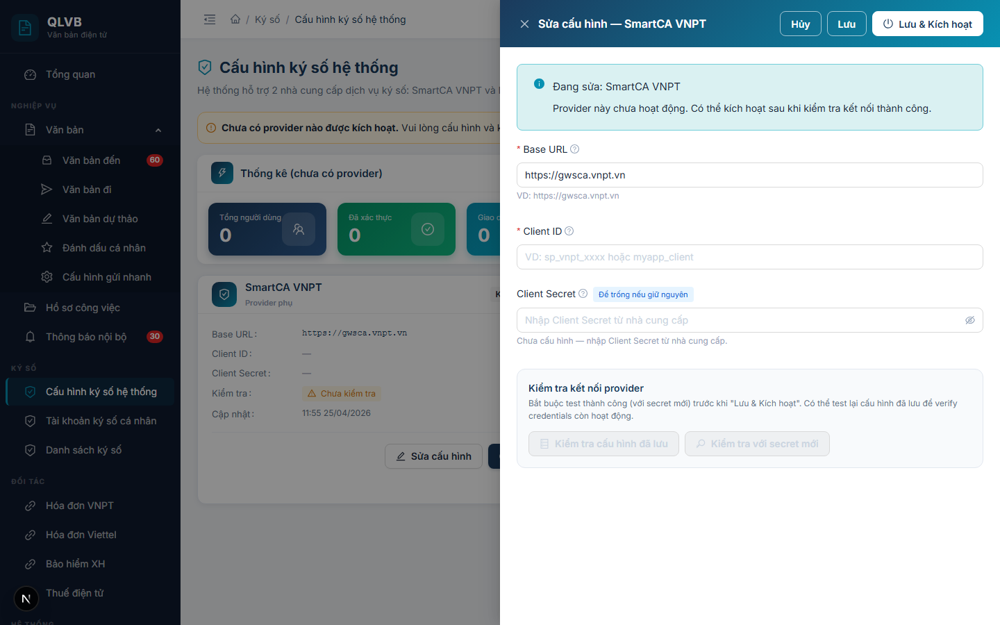 QLVB
Văn bản điện tử
Tổng quan
NGHIỆP VỤ
Văn bản
Văn bản đến
60
Văn bản đi
Văn bản dự thảo
Đánh dấu cá nhân
Cấu hình gửi nhanh
Hồ sơ công việc
Thông báo nội bộ
30
KÝ SỐ
Cấu hình ký số hệ thống
Tài khoản ký số cá nhân
Danh sách ký số
ĐỐI TÁC
Hóa đơn VNPT
Hóa đơn Viettel
Bảo hiểm XH
Thuế điện tử
HỆ THỐNG
N
/ Ký số / Cấu hình ký số hệ thống
Cấu hình ký số hệ thống
Hệ thống hỗ trợ 2 nhà cung cấp dịch vụ ký số: SmartCA VNPT và
Chưa có provider nào được kích hoạt. Vui lòng cấu hình và
Thống kê (chưa có provider)
Tổng người dùng
0
Đã xác thực
0
Giao
0
SmartCA VNPT
Provider phụ
Base URL: https://gwsca.vnpt.vn
Client ID: —
Client Secret: —
Kiểm tra: Chưa kiểm tra
Cập nhật: 11:55 25/04/2026
Sửa cấu hình
Sửa cấu hình — SmartCA VNPT
Hủy
Lưu
Lưu & Kích hoạt
Đang sửa: SmartCA VNPT
Provider này chưa hoạt động. Có thể kích hoạt sau khi kiểm tra kết nối thành công.
* Base URL
https://gwsca.vnpt.vn
VD: https://gwsca.vnpt.vn
* Client ID
VD: sp_vnpt_xxxx hoặc myapp_client
Client Secret Để trống nếu giữ nguyên
Nhập Client Secret từ nhà cung cấp
Chưa cấu hình — nhập Client Secret từ nhà cung cấp.
Kiểm tra kết nối provider
Bắt buộc test thành công (với secret mới) trước khi "Lưu & Kích hoạt". Có thể test lại cấu hình đã lưu để verify
credentials còn hoạt động.
Kiểm tra cấu hình đã lưu
Kiểm tra với secret mới